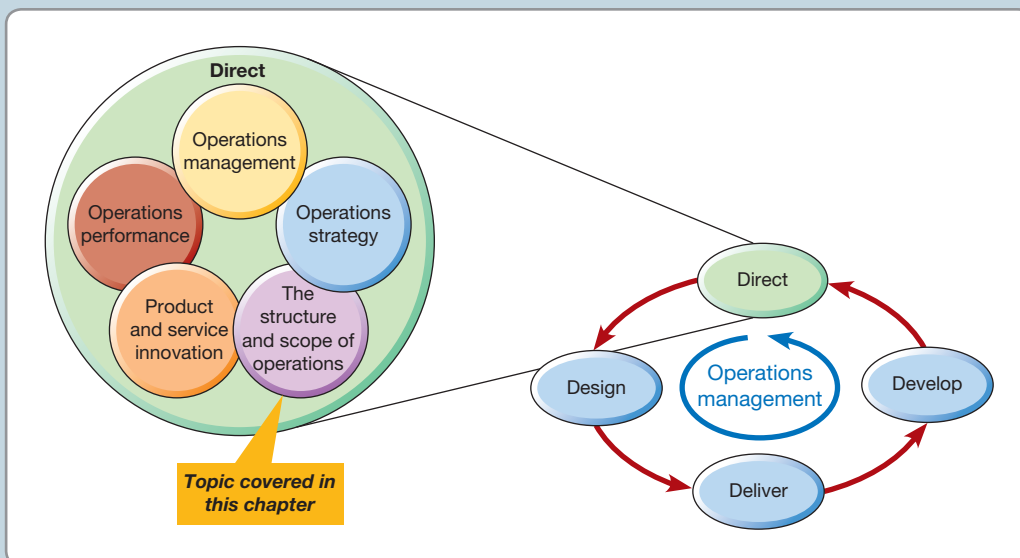 Direct
Operations
management
Operations
performance
Operations
strategy
Product
and service
innovation
The
structure
and scope of
operations
Topic covered in
this chapter
Direct
Design
Operations
management
Develop
Deliver